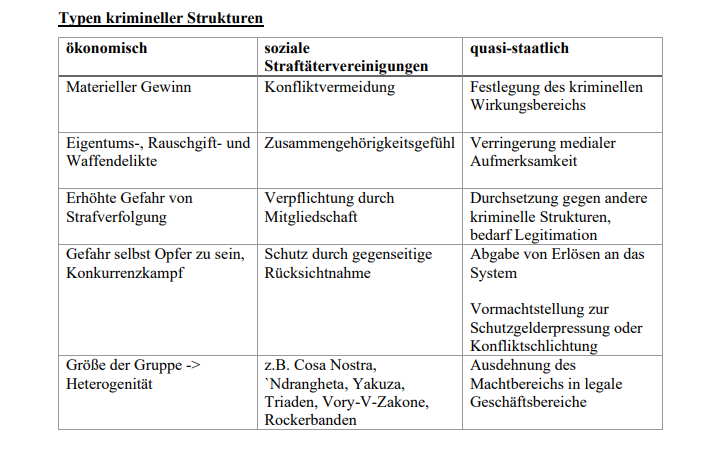 Typen krimineller Strukturen
ökonomisch
soziale
Straftätervereinigungen
quasi-staatlich
Materieller Gewinn
Konfliktvermeidung
Festlegung des kriminellen
Wirkungsbereichs
Eigentums-, Rauschgift- und
Waffendelikte
Zusammengehörigkeitsgefühl
Verringerung medialer
Aufmerksamkeit
Erhöhte Gefahr von
Strafverfolgung
Verpflichtung durch
Mitgliedschaft
Durchsetzung gegen andere
kriminelle Strukturen,
bedarf Legitimation
Gefahr selbst Opfer zu sein,
Konkurrenzkampf
Schutz durch gegenseitige
Rücksichtnahme
Abgabe von Erlösen an das
System
Vormachtstellung zur
Schutzgelderpressung oder
Konfliktschlichtung
Größe der Gruppe ->
Heterogenität
z.B. Cosa Nostra,
`Ndrangheta, Yakuza,
Triaden, Vory-V-Zakone,
Rockerbanden
Ausdehnung des
Machtbereichs in legale
Geschäftsbereiche